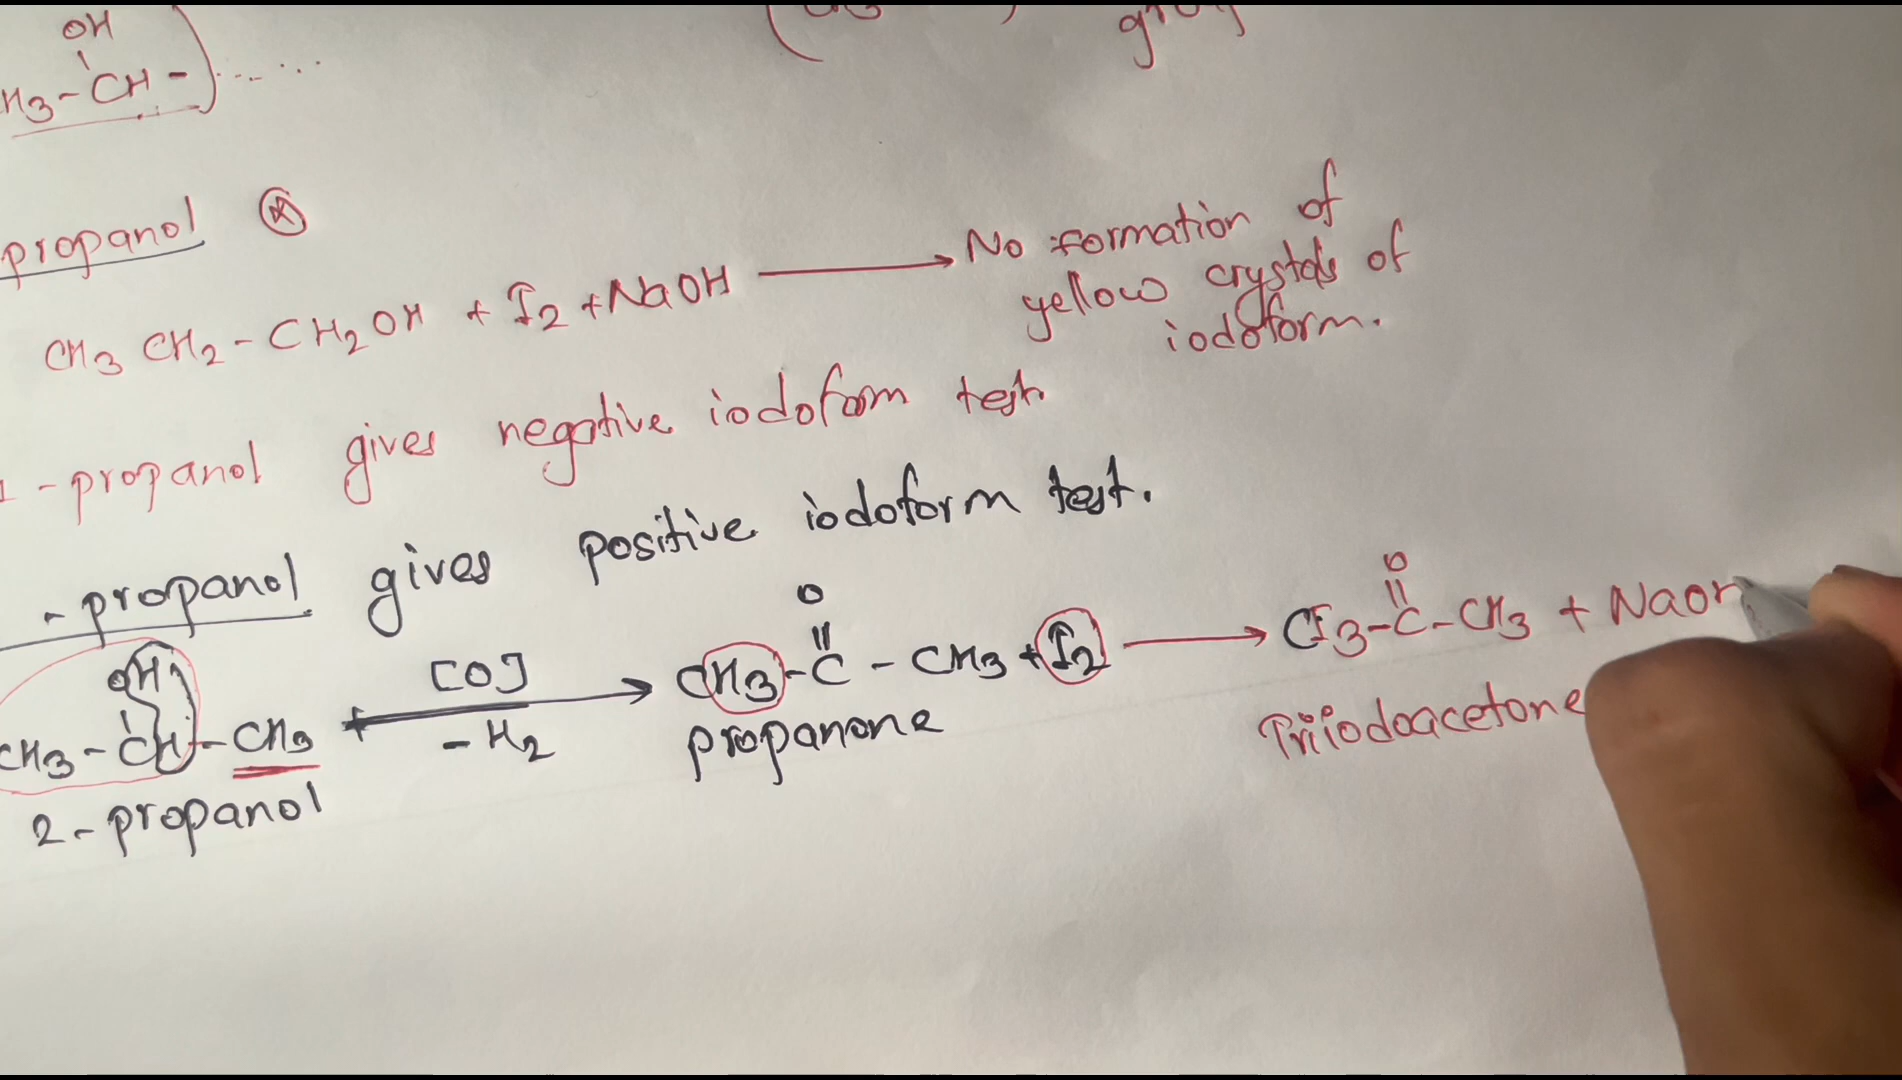 OH
H3-CH-)......
propanol
CH3 CH2-CH2OH + I2 + NaOH → No formation of
yellow crystals of
iodoform.
1-propanol gives negative iodoform test.
-propanol gives positive iodoform test.
OH [O] O O
CH3-CH-CH3 + → CH3-C-CH3 + I2 → CI3-C-CH3 + NaOH
-H2
2-propanol propanone Triiodoacetone